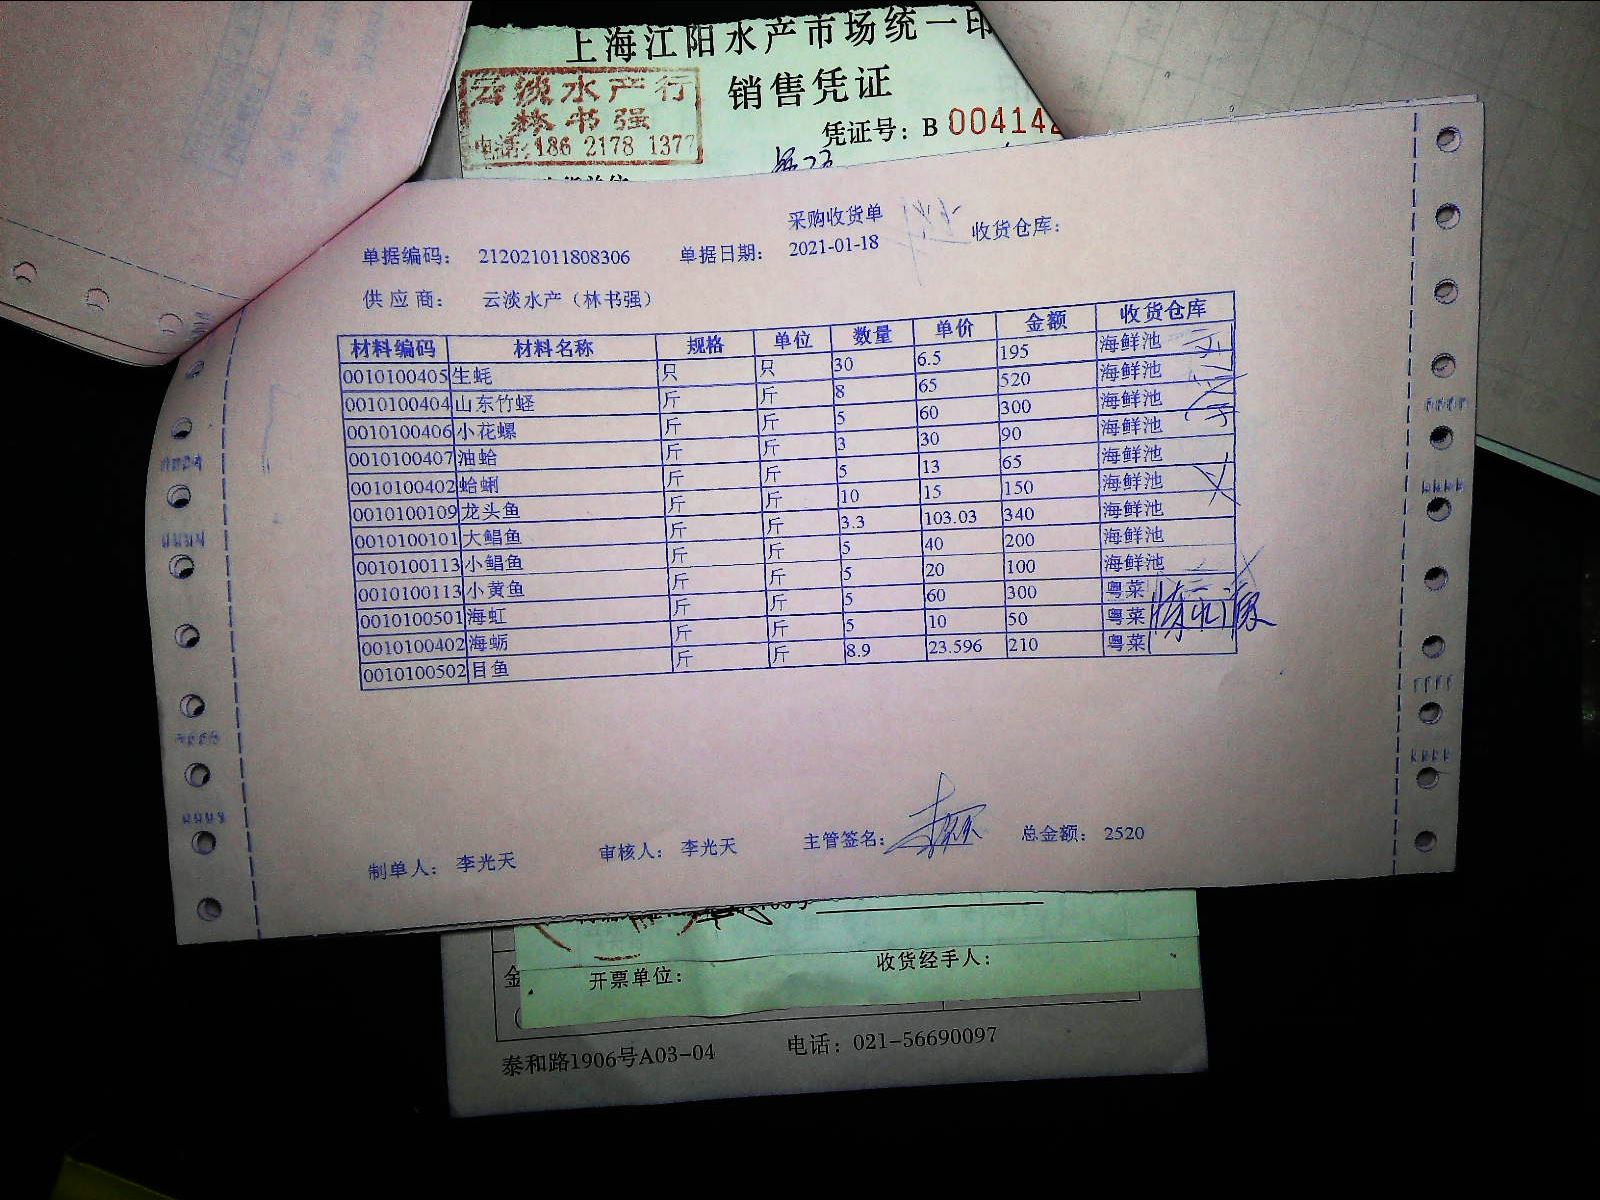 上海江阳水产市场统一印
云淡水产行
林书强
电话:186 2178 1377
销售凭证
凭证号: B 004142
采购收货单
单据编码: 212021011808306 单据日期: 2021-01-18 收货仓库:
供应商: 云淡水产（林书强）
材料编码 材料名称 规格 单位 数量 单价 金额 收货仓库
0010100405 生蚝 只 只 30 6.5 195 海鲜池
0010100404 山东竹蛏 斤 斤 8 65 520 海鲜池
0010100406 小花螺 斤 斤 5 60 300 海鲜池
0010100407 油蛤 斤 斤 3 30 90 海鲜池
0010100402 蛤蜊 斤 斤 5 13 65 海鲜池
0010100109 龙头鱼 斤 斤 10 15 150 海鲜池
0010100101 大鲳鱼 斤 斤 3.3 103.03 340 海鲜池
0010100113 小鲳鱼 斤 斤 5 40 200 海鲜池
0010100113 小黄鱼 斤 斤 5 20 100 海鲜池
0010100501 海虹 斤 斤 5 60 300 粤菜
0010100402 海蛎 斤 斤 5 10 50 粤菜
0010100502 目鱼 斤 斤 8.9 23.596 210 粤菜
制单人: 李光天 审核人: 李光天 主管签名: 总金额: 2520
开票单位: 收货经手人:
泰和路1906号A03-04 电话: 021-56690097